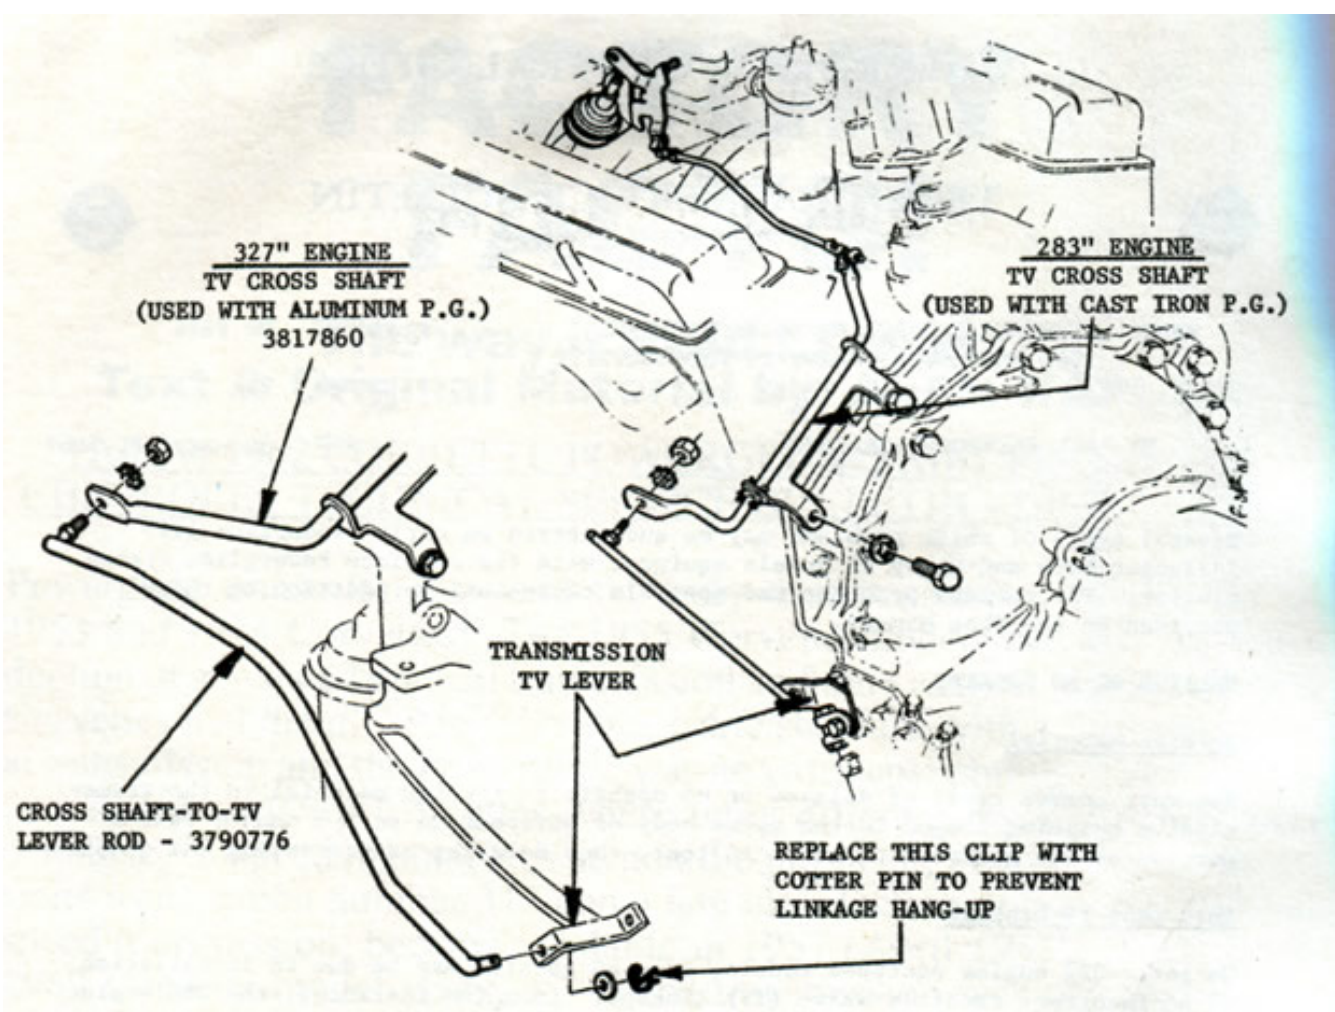 327" ENGINE
TV CROSS SHAFT
(USED WITH ALUMINUM P.G.)
3817860
283" ENGINE
TV CROSS SHAFT
(USED WITH CAST IRON P.G.)
TRANSMISSION
TV LEVER
CROSS SHAFT-TO-TV
LEVER ROD - 3790776
REPLACE THIS CLIP WITH
COTTER PIN TO PREVENT
LINKAGE HANG-UP